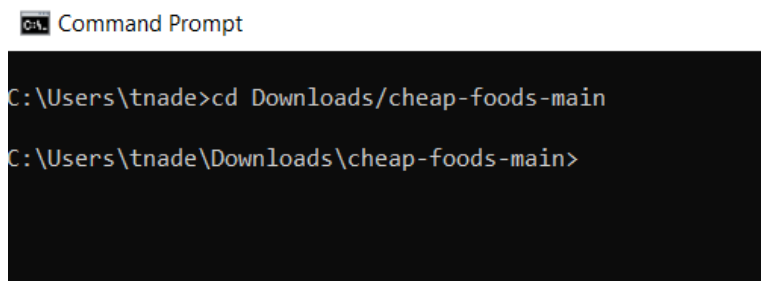 Command Prompt
C:\Users\tnade>cd Downloads/cheap-foods-main
C:\Users\tnade\Downloads\cheap-foods-main>